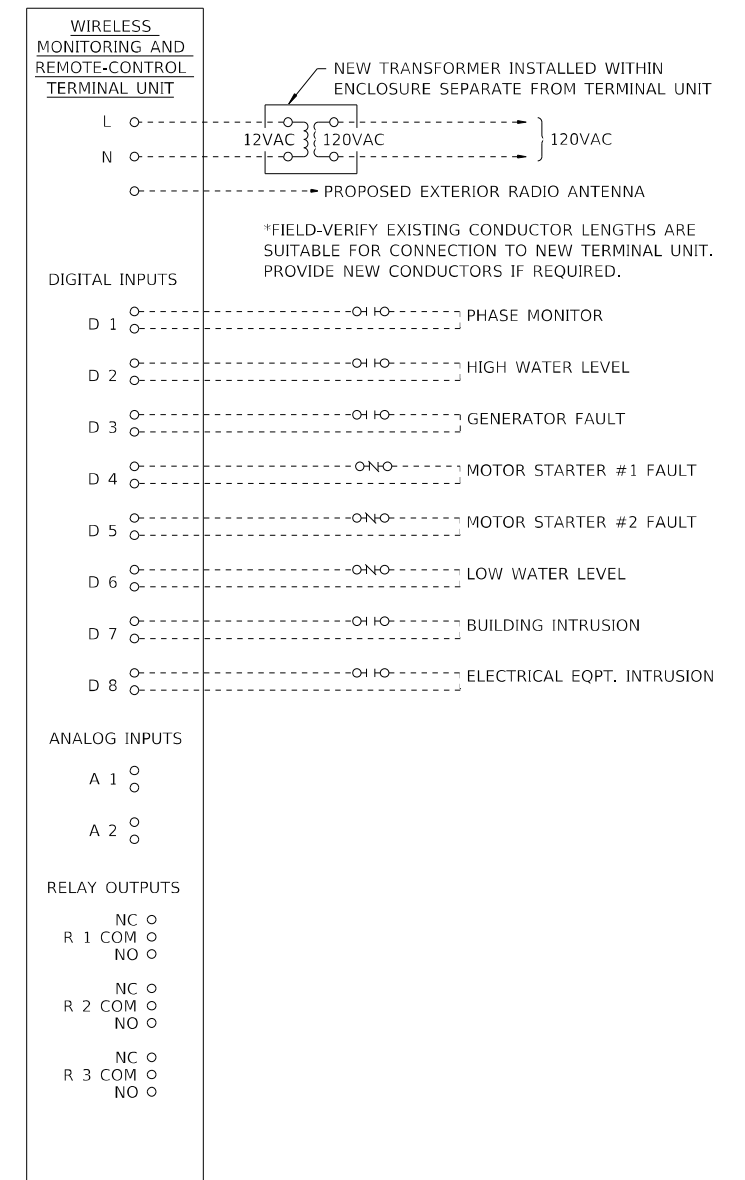 WIRELESS
MONITORING AND
REMOTE-CONTROL
TERMINAL UNIT
NEW TRANSFORMER INSTALLED WITHIN
ENCLOSURE SEPARATE FROM TERMINAL UNIT
L
12VAC 120VAC
120VAC
N
PROPOSED EXTERIOR RADIO ANTENNA
*FIELD-VERIFY EXISTING CONDUCTOR LENGTHS ARE
SUITABLE FOR CONNECTION TO NEW TERMINAL UNIT.
PROVIDE NEW CONDUCTORS IF REQUIRED.
DIGITAL INPUTS
D 1 PHASE MONITOR
D 2 HIGH WATER LEVEL
D 3 GENERATOR FAULT
D 4 MOTOR STARTER #1 FAULT
D 5 MOTOR STARTER #2 FAULT
D 6 LOW WATER LEVEL
D 7 BUILDING INTRUSION
D 8 ELECTRICAL EQPT. INTRUSION
ANALOG INPUTS
A 1
A 2
RELAY OUTPUTS
NC
R 1 COM
NO
NC
R 2 COM
NO
NC
R 3 COM
NO